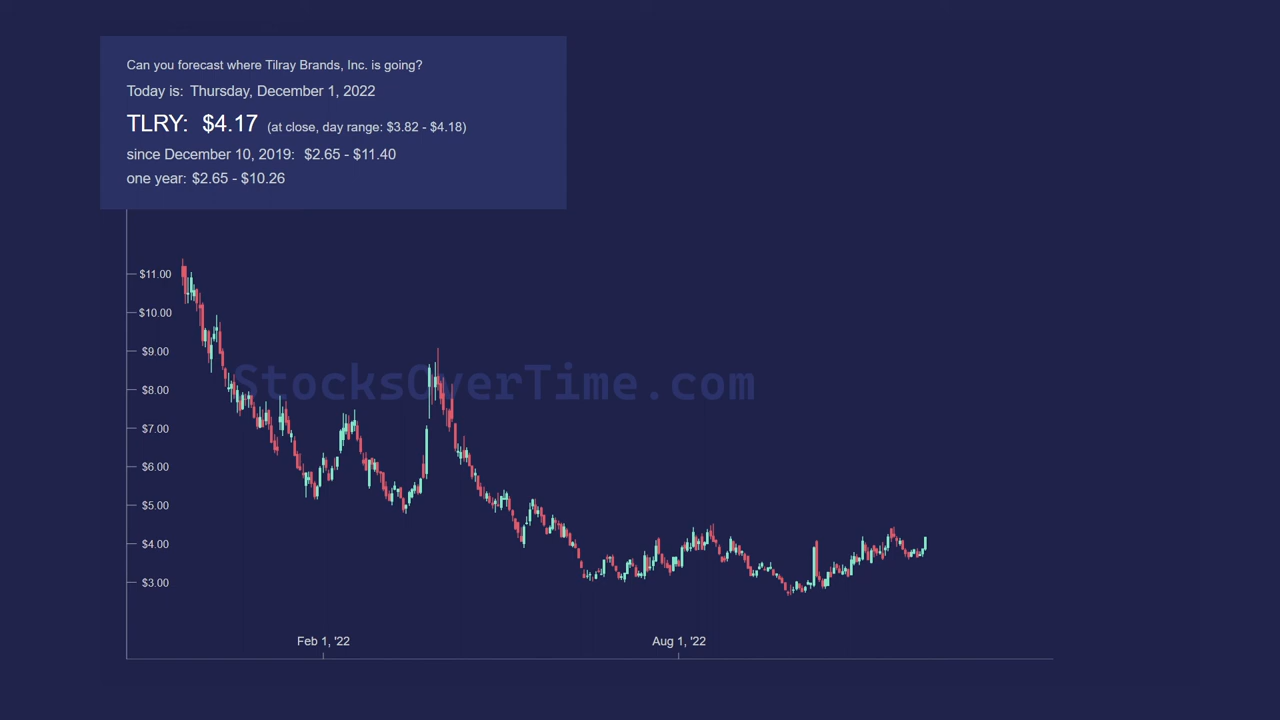 Can you forecast where Tilray Brands, Inc. is going?
Today is: Thursday, December 1, 2022
TLRY: $4.17 (at close, day range: $3.82 - $4.18)
since December 10, 2019: $2.65 - $11.40
one year: $2.65 - $10.26
$11.00
$10.00
$9.00
StocksOverTime.com
$8.00
$7.00
$6.00
$5.00
$4.00
$3.00
Feb 1, '22 Aug 1, '22